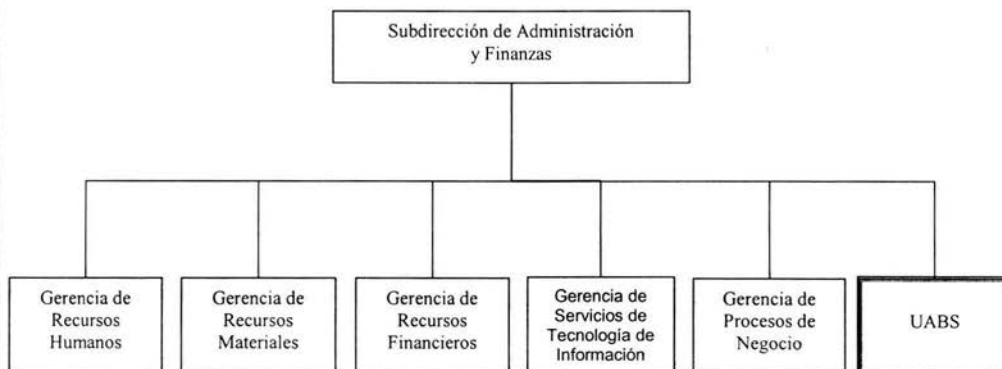 Subdirección de Administración
y Finanzas
Gerencia de
Recursos
Humanos
Gerencia de
Recursos
Materiales
Gerencia de
Recursos
Financieros
Gerencia de
Servicios de
Tecnología de
Información
Gerencia de
Procesos de
Negocio
UABS